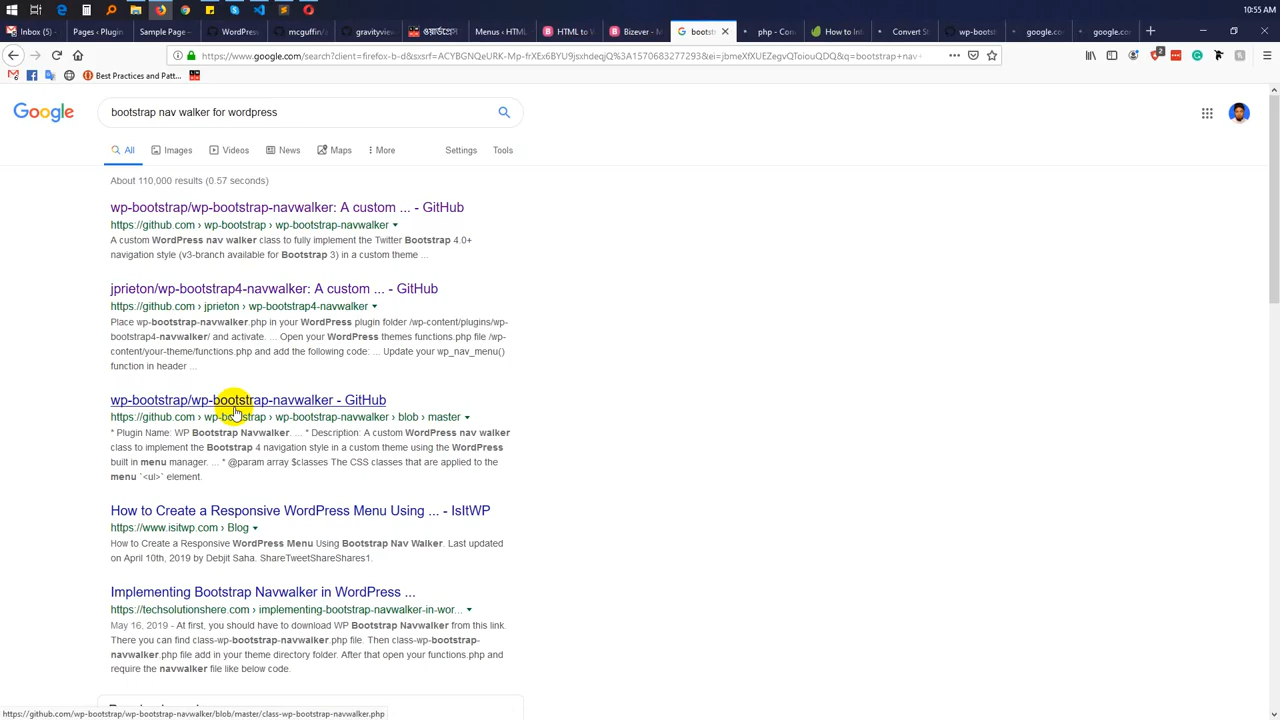 10:55 AM
Inbox (5) -
Pages ‹ Plugin
Sample Page -
WordPress
mcguffin/
gravityview
ওয়ার্ডপ্রেস
Menus ‹ HTML
HTML to W
Bizever - M
bootst
php - Con
How to In
Convert St
wp-bootst
google.co
google.co
https://www.google.com/search?client=firefox-b-d&sxsrf=ACYBGNQeURK-Mp-frXEx6BYU9jsxhdeqjQ%3A1570683277293&ei=jbmeXfXUEZegvQToiouQDQ&q=bootstrap+nav+
Best Practices and Patt...
Google
bootstrap nav walker for wordpress
All Images Videos News Maps More Settings Tools
About 110,000 results (0.57 seconds)
wp-bootstrap/wp-bootstrap-navwalker: A custom ... - GitHub
https://github.com › wp-bootstrap › wp-bootstrap-navwalker
A custom WordPress nav walker class to fully implement the Twitter Bootstrap 4.0+
navigation style (v3-branch available for Bootstrap 3) in a custom theme ...
jprieton/wp-bootstrap4-navwalker: A custom ... - GitHub
https://github.com › jprieton › wp-bootstrap4-navwalker
Place wp-bootstrap-navwalker.php in your WordPress plugin folder /wp-content/plugins/wp-
bootstrap4-navwalker/ and activate. ... Open your WordPress themes functions.php file /wp-
content/your-theme/functions.php and add the following code: ... Update your wp_nav_menu()
function in header ...
wp-bootstrap/wp-bootstrap-navwalker - GitHub
https://github.com › wp-bootstrap › wp-bootstrap-navwalker › blob › master
* Plugin Name: WP Bootstrap Navwalker. ... * Description: A custom WordPress nav walker
class to implement the Bootstrap 4 navigation style in a custom theme using the WordPress
built in menu manager. ... * @param array $classes The CSS classes that are applied to the
menu `<ul>` element.
How to Create a Responsive WordPress Menu Using ... - IsItWP
https://www.isitwp.com › Blog
How to Create a Responsive WordPress Menu Using Bootstrap Nav Walker. Last updated
on April 10th, 2019 by Debjit Saha. ShareTweetShareShares1.
Implementing Bootstrap Navwalker in WordPress ...
https://techsolutionshere.com › implementing-bootstrap-navwalker-in-wor...
May 16, 2019 - At first, you should have to download WP Bootstrap Navwalker from this link.
There you can find class-wp-bootstrap-navwalker.php file. Then class-wp-bootstrap-
navwalker.php file add in your theme directory folder. After that open your functions.php and
require the navwalker file like below code.
https://github.com/wp-bootstrap/wp-bootstrap-navwalker/blob/master/class-wp-bootstrap-navwalker.php